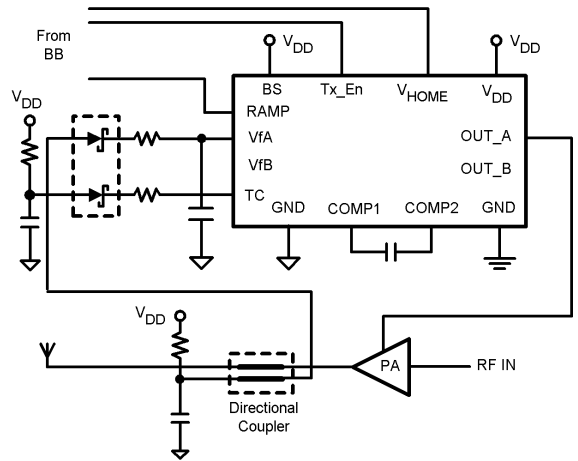 From
BB
VDD
VDD
VDD
BS
Tx_En
VHOME
VDD
RAMP
VfA
OUT_A
VfB
OUT_B
TC
GND
COMP1
COMP2
GND
VDD
PA
RF IN
Directional
Coupler